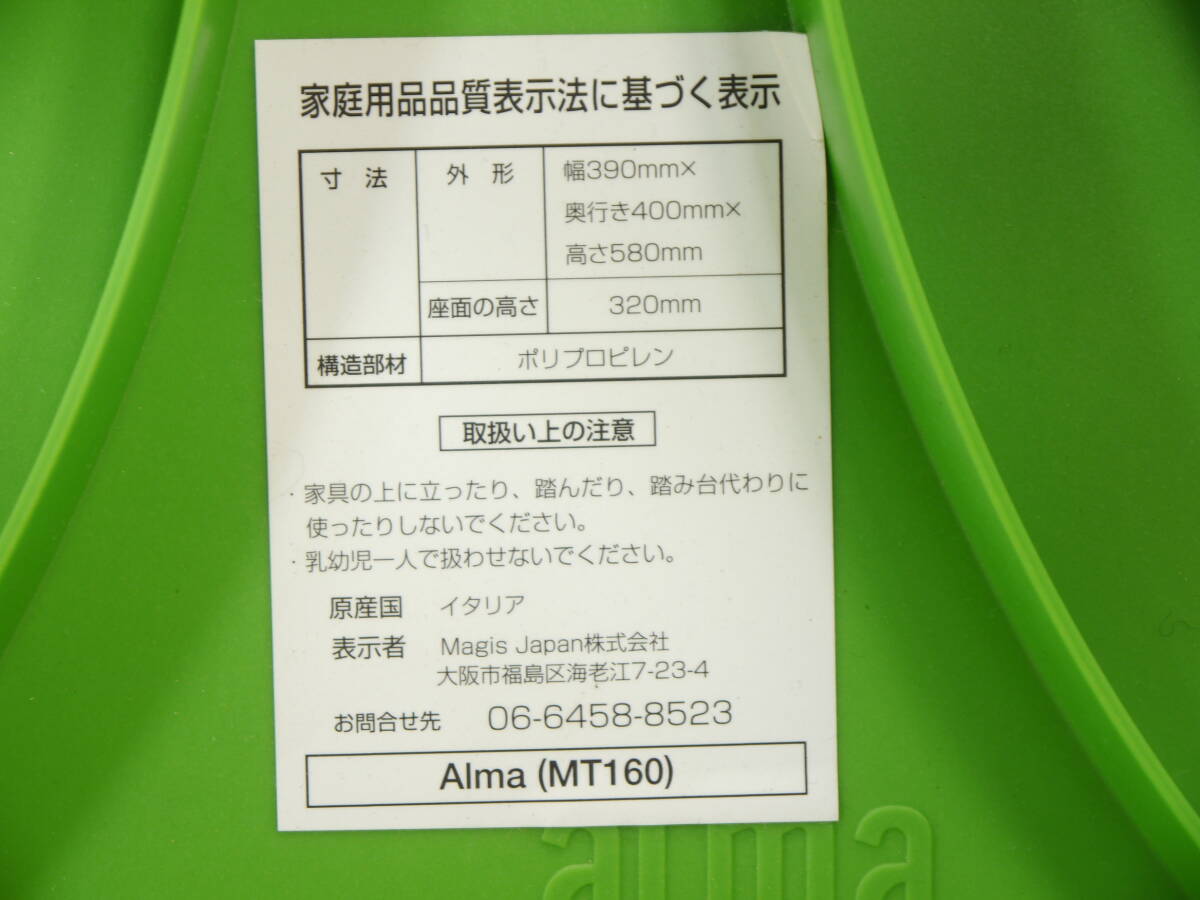 家庭用品品質表示法に基づく表示
寸 法 外 形 幅390mm×
奥行き400mm×
高さ580mm
座面の高さ 320mm
構造部材 ポリプロピレン
取扱い上の注意
・家具の上に立ったり、踏んだり、踏み台代わりに
使ったりしないでください。
・乳幼児一人で扱わせないでください。
原産国 イタリア
表示者 Magis Japan株式会社
大阪市福島区海老江7-23-4
お問合せ先 06-6458-8523
Alma (MT160)
alma